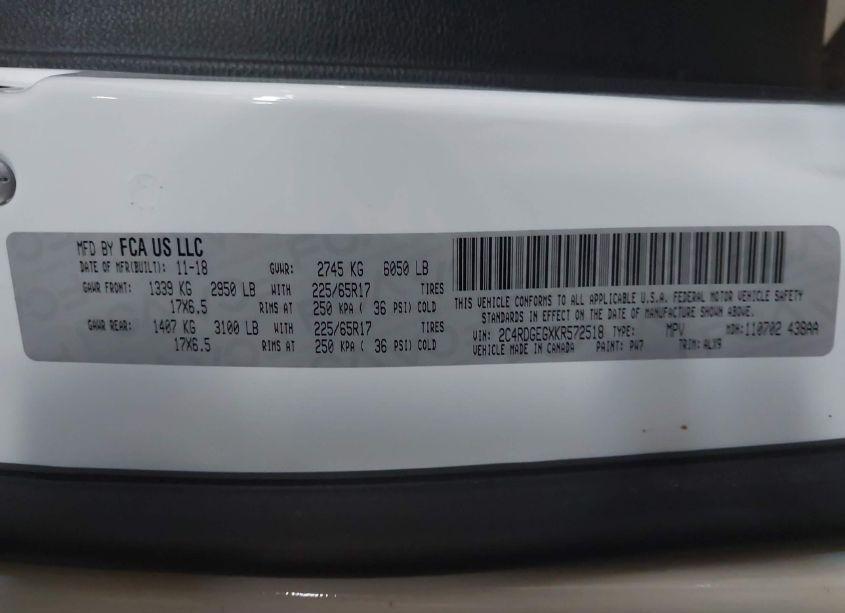 MFD BY FCA US LLC
DATE OF MFR(BUILT): 11-18 GVWR: 2745 KG 6050 LB
GAWR FRONT: 1339 KG 2950 LB WITH 225/65R17 TIRES
17X6.5 RIMS AT 250 KPA ( 36 PSI) COLD
GAWR REAR: 1407 KG 3100 LB WITH 225/65R17 TIRES
17X6.5 RIMS AT 250 KPA ( 36 PSI) COLD
THIS VEHICLE CONFORMS TO ALL APPLICABLE U.S.A. FEDERAL MOTOR VEHICLE SAFETY
STANDARDS IN EFFECT ON THE DATE OF MANUFACTURE SHOWN ABOVE.
VIN: 2C4RDGEGXKR572518 TYPE: MPV MDH:110702 438AA
VEHICLE MADE IN CANADA PAINT: PW7 TRIM: ALX9